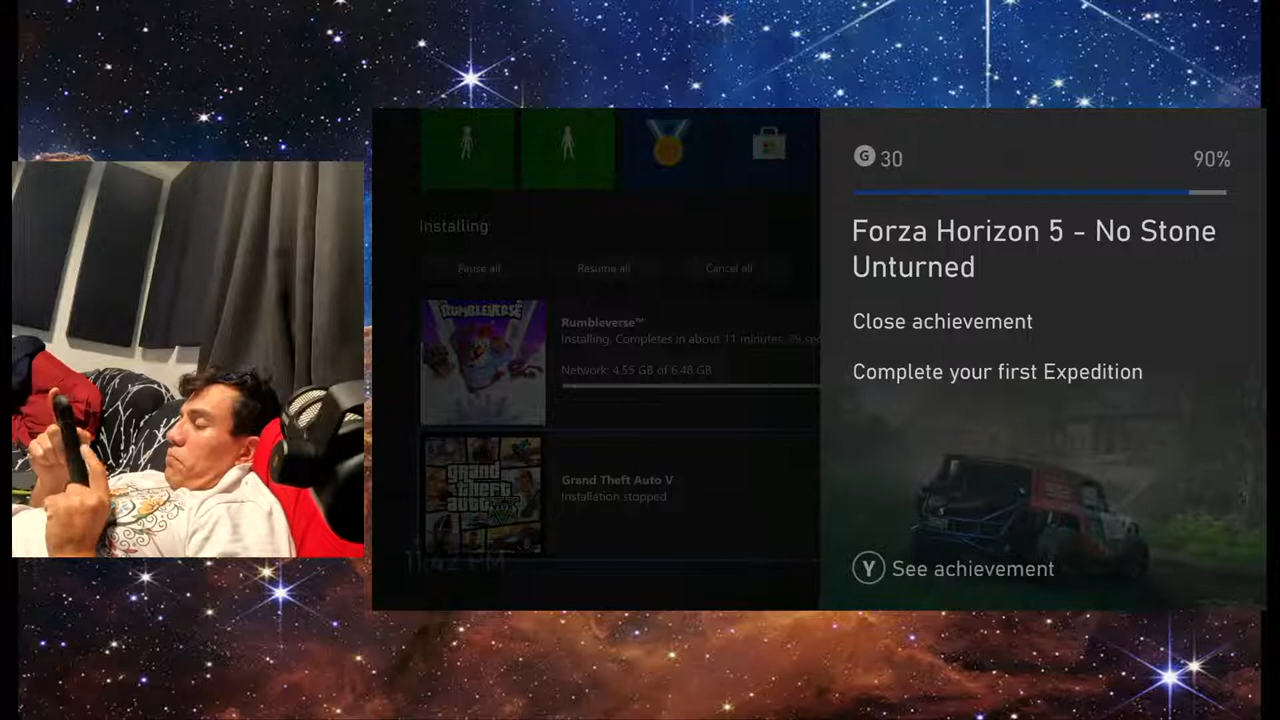 Installing
Pause all
Resume all
Cancel all
RUMBLEVERSE
Rumbleverse™
Installing. Completes in about 11 minutes, 29 sec
Network: 4.55 GB of 6.48 GB
grand
theft
auto V
Grand Theft Auto V
Installation stopped
G 30
90%
Forza Horizon 5 - No Stone
Unturned
Close achievement
Complete your first Expedition
Y See achievement